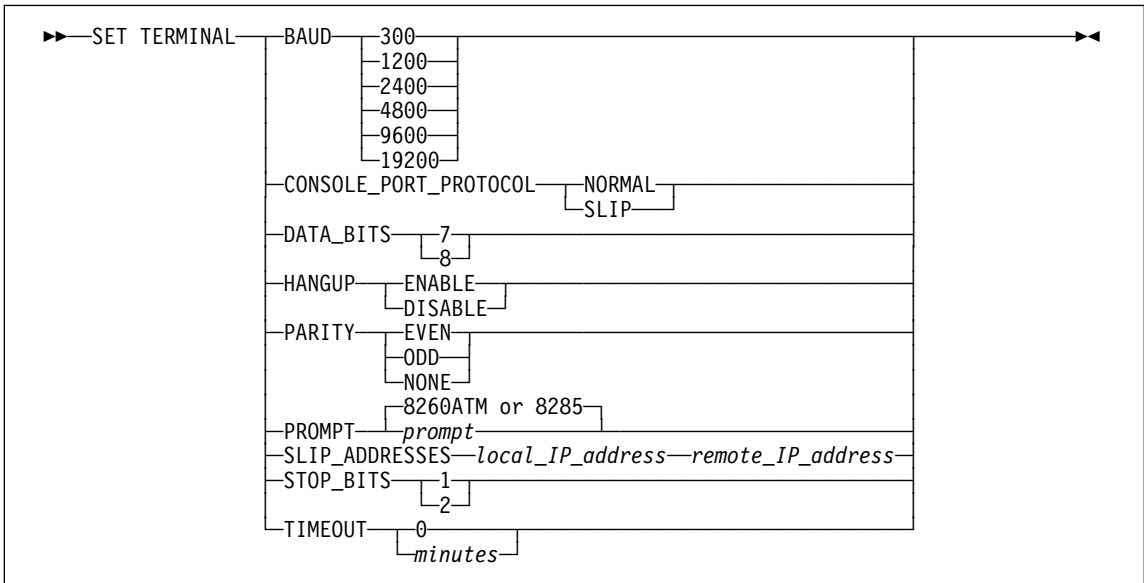 SET TERMINAL BAUD 300
1200
2400
4800
9600
19200
CONSOLE_PORT_PROTOCOL NORMAL
SLIP
DATA_BITS 7
8
HANGUP ENABLE
DISABLE
PARITY EVEN
ODD
NONE
8260ATM or 8285
PROMPT prompt
SLIP_ADDRESSES local_IP_address remote_IP_address
STOP_BITS 1
2
TIMEOUT 0
minutes